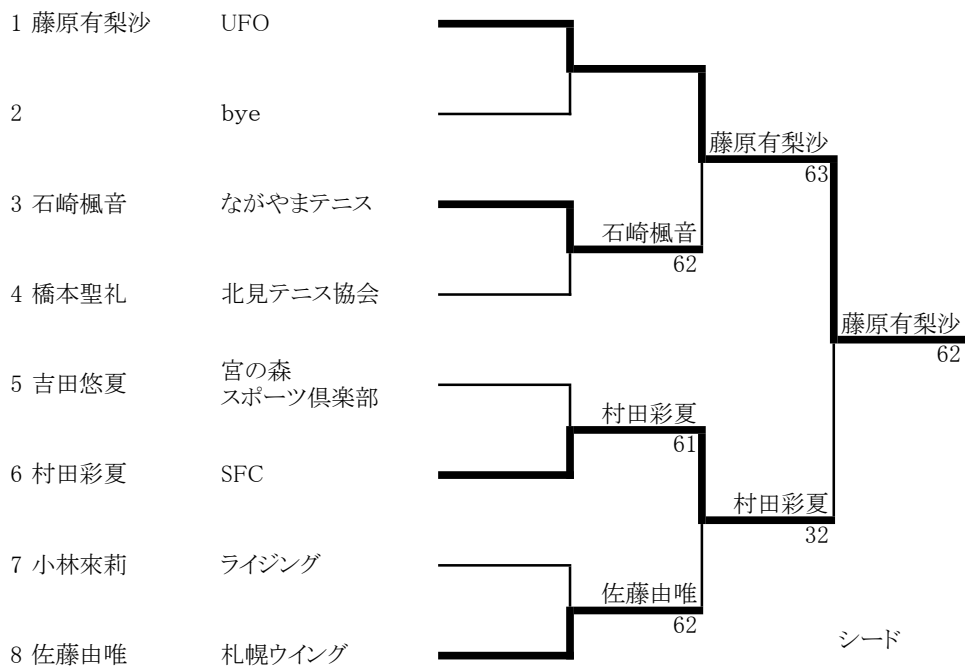 1 藤原有梨沙 UFO
2 bye
藤原有梨沙
63
3 石崎楓音 ながやまテニス
石崎楓音
62
4 橋本聖礼 北見テニス協会
藤原有梨沙
62
5 吉田悠夏 宮の森
スポーツ倶楽部
村田彩夏
61
6 村田彩夏 SFC
村田彩夏
32
7 小林來莉 ライジング
佐藤由唯
62
8 佐藤由唯 札幌ウイング
シード